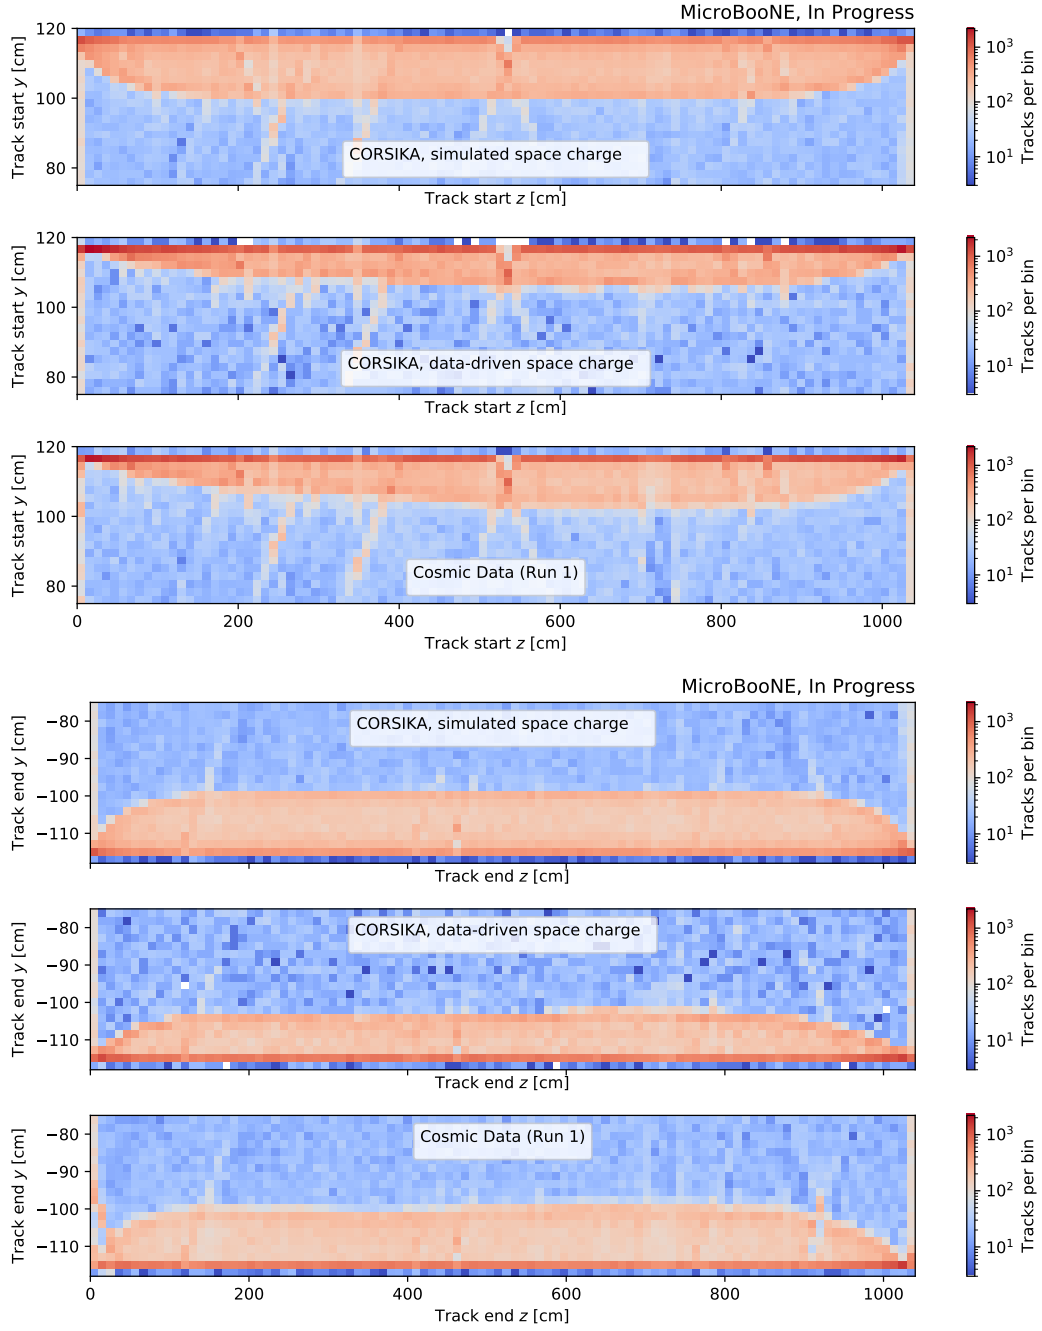 MicroBooNE, In Progress
120
100
80
Track start y [cm]
CORSIKA, simulated space charge
Track start z [cm]
10³
10²
10¹
Tracks per bin
120
100
80
Track start y [cm]
CORSIKA, data-driven space charge
Track start z [cm]
10³
10²
10¹
Tracks per bin
120
100
80
Track start y [cm]
Cosmic Data (Run 1)
0 200 400 600 800 1000
Track start z [cm]
10³
10²
10¹
Tracks per bin
MicroBooNE, In Progress
−80
−90
−100
−110
Track end y [cm]
CORSIKA, simulated space charge
Track end z [cm]
10³
10²
10¹
Tracks per bin
−80
−90
−100
−110
Track end y [cm]
CORSIKA, data-driven space charge
Track end z [cm]
10³
10²
10¹
Tracks per bin
−80
−90
−100
−110
Track end y [cm]
Cosmic Data (Run 1)
0 200 400 600 800 1000
Track end z [cm]
10³
10²
10¹
Tracks per bin